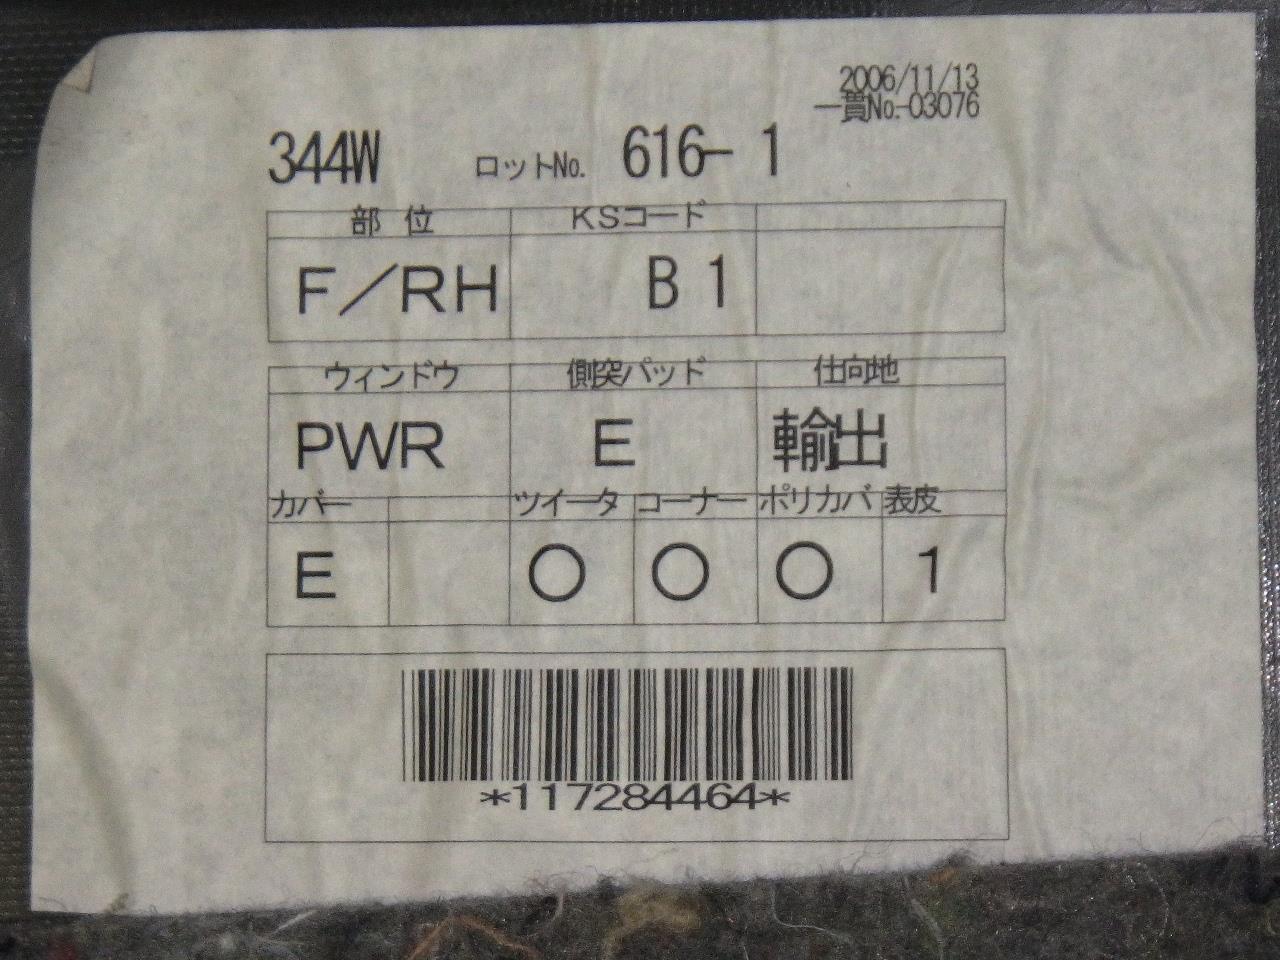 2006/11/13
一貫No.-03076
344W ロットNo. 616- 1
部 位 KSコード
F／RH B 1
ウィンドウ 側突パッド 仕向地
PWR E 輸出
カバー ツイータ コーナー ポリカバ 表皮
E ○ ○ ○ 1
*117284464*